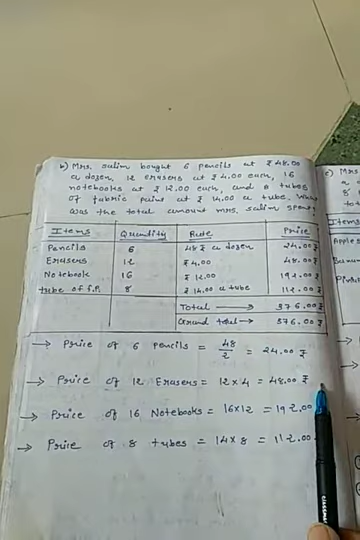 b) Mrs. Salim bought 6 pencils at ₹48.00
a dozen, 12 erasers at ₹4.00 each, 16
notebooks at ₹12.00 each, and 8 tubes
of fabric paint at ₹14.00 a tube. What
was the total amount mrs. salim spent?
Items Quantity Rate Price
Pencils 6 48₹ a dozen 24.00₹
Erasers 12 ₹4.00 48.00₹
Notebook 16 ₹12.00 192.00₹
tube of f.p. 8 ₹14.00 a tube 112.00₹
Total → 376.00₹
Grand total → 376.00₹
→ Price of 6 pencils = 48/2 = 24.00₹
→ Price of 12 Erasers = 12×4 = 48.00₹
→ Price of 16 Notebooks = 16×12 = 192.00
→ Price of 8 tubes = 14×8 = 112.00
c) Mrs
a
8
tot
Items
Apple